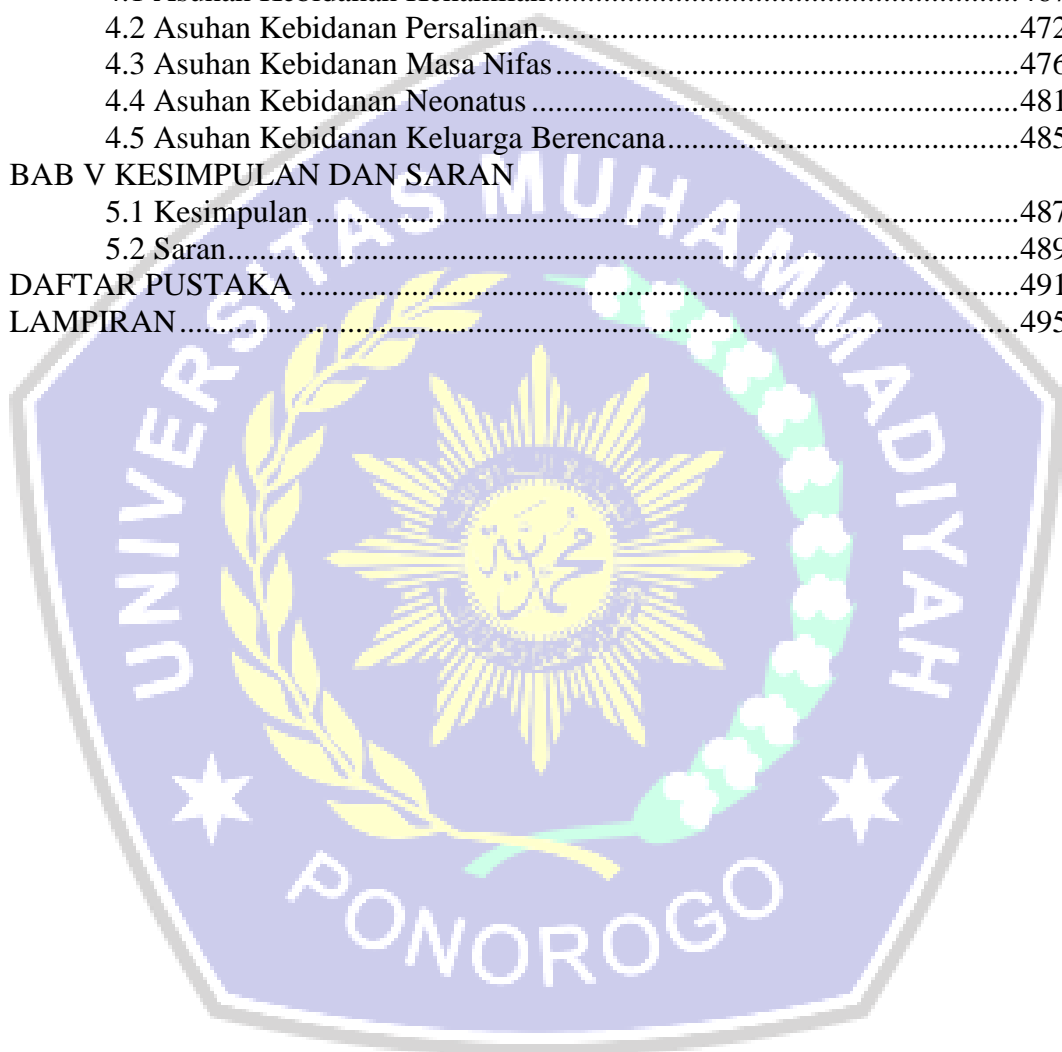 4.2 Asuhan Kebidanan Persalinan..........472
4.3 Asuhan Kebidanan Masa Nifas..........476
4.4 Asuhan Kebidanan Neonatus..........481
4.5 Asuhan Kebidanan Keluarga Berencana..........485
BAB V KESIMPULAN DAN SARAN
5.1 Kesimpulan..........487
5.2 Saran..........489
DAFTAR PUSTAKA..........491
LAMPIRAN..........495
UNIVERSITAS MUHAMMADIYAH
PONOROGO